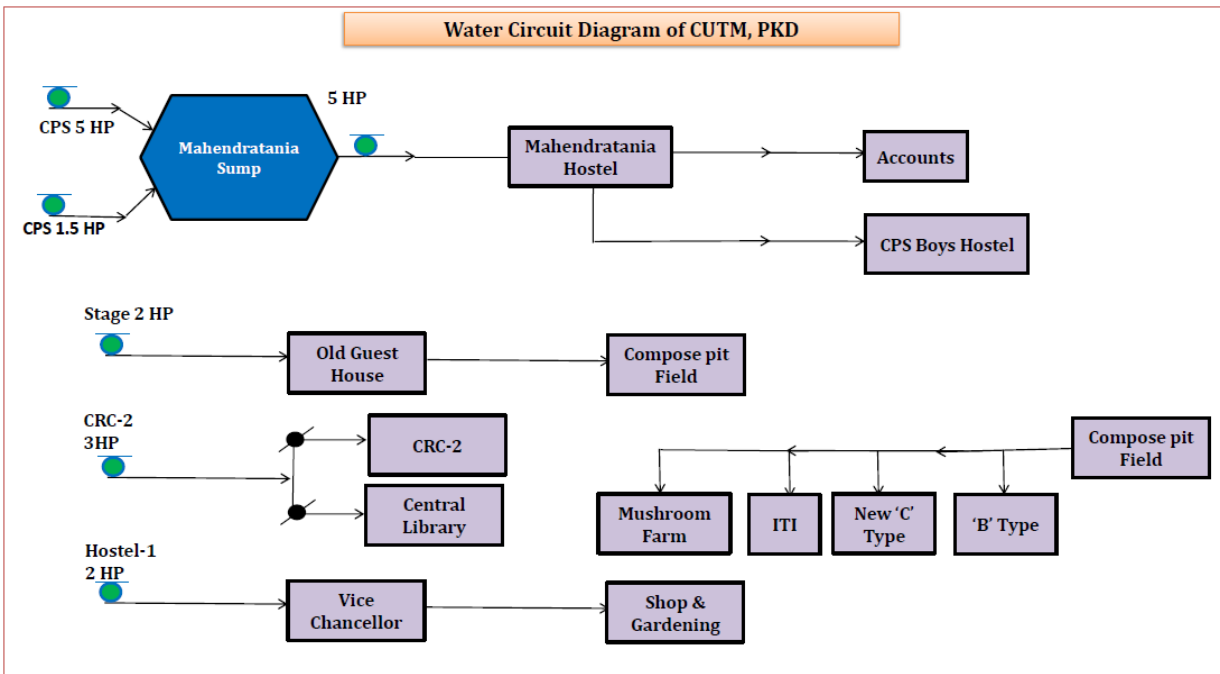 Water Circuit Diagram of CUTM, PKD
5 HP
CPS 5 HP
Mahendratania
Sump
CPS 1.5 HP
Mahendratania
Hostel
Accounts
CPS Boys Hostel
Stage 2 HP
Old Guest
House
Compose pit
Field
CRC-2
3HP
CRC-2
Central
Library
Compose pit
Field
Mushroom
Farm
ITI
New ‘C’
Type
‘B’ Type
Hostel-1
2 HP
Vice
Chancellor
Shop &
Gardening